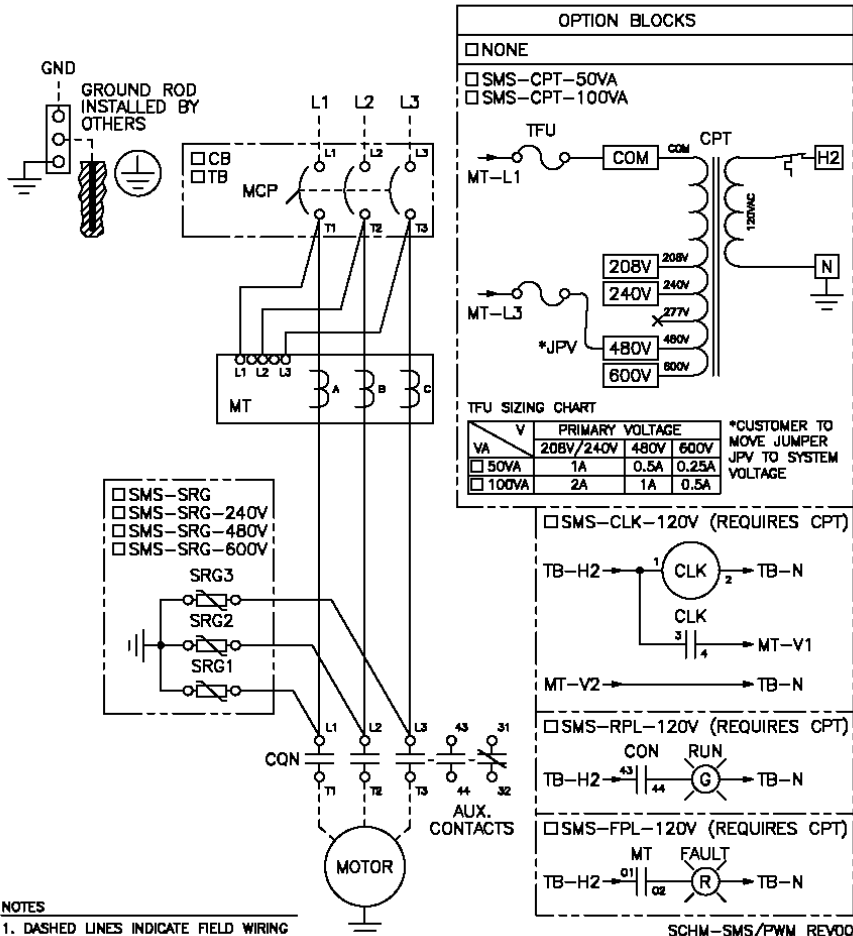 OPTION BLOCKS
□ NONE
□ SMS-CPT-50VA
□ SMS-CPT-100VA
TFU
CPT
MT-L1
COM
COM
120VAC
H2
N
208V
208V
240V
240V
277V
MT-L3
*JPV
480V
480V
600V
600V
TFU SIZING CHART
V
VA
PRIMARY VOLTAGE
208V/240V 480V 600V
□ 50VA 1A 0.5A 0.25A
□ 100VA 2A 1A 0.5A
*CUSTOMER TO
MOVE JUMPER
JPV TO SYSTEM
VOLTAGE
□ SMS-CLK-120V (REQUIRES CPT)
TB-H2 1 CLK 2 TB-N
CLK
3 4 MT-V1
MT-V2 TB-N
□ SMS-RPL-120V (REQUIRES CPT)
CON RUN
TB-H2 43 44 G TB-N
□ SMS-FPL-120V (REQUIRES CPT)
MT FAULT
TB-H2 01 02 R TB-N
SCHM-SMS/PWM REV00
GND
GROUND ROD
INSTALLED BY
OTHERS
L1 L2 L3
□ CB
□ TB
MCP
L1 L2 L3
T1 T2 T3
L1 L2 L3
MT
A B C
□ SMS-SRG
□ SMS-SRG-240V
□ SMS-SRG-480V
□ SMS-SRG-600V
SRG3
SRG2
SRG1
CON
L1 L2 L3 43 31
T1 T2 T3 44 32
AUX.
CONTACTS
MOTOR
NOTES
1. DASHED LINES INDICATE FIELD WIRING